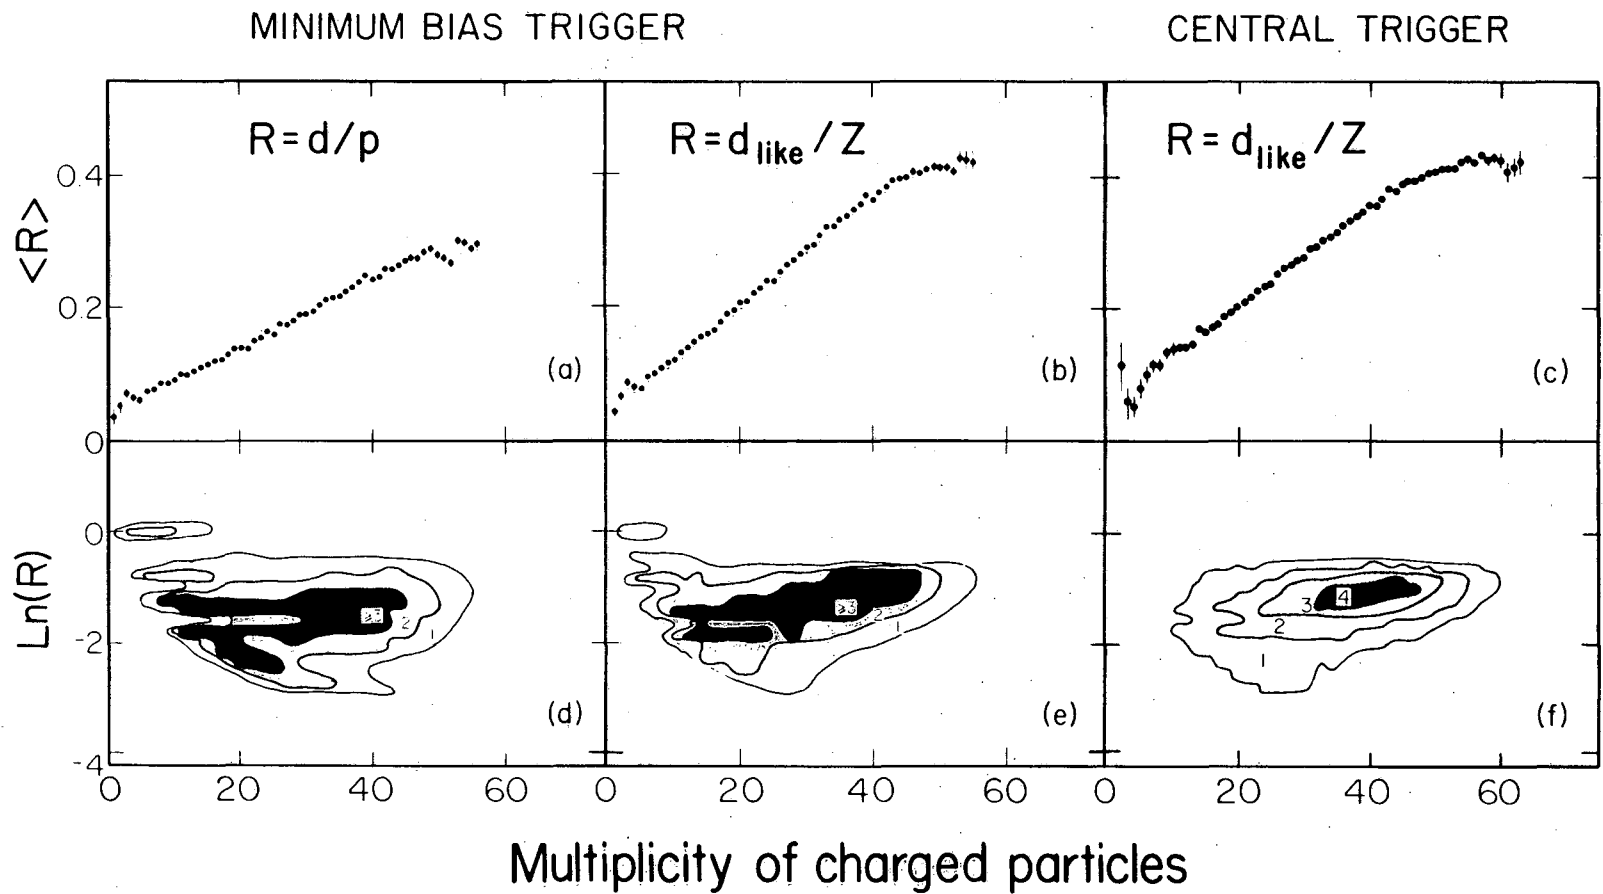 MINIMUM BIAS TRIGGER
CENTRAL TRIGGER
R = d/p
R = d_like / Z
R = d_like / Z
<R>
0.4
0.2
0
(a)
(b)
(c)
Ln(R)
0
-2
-4
≥3
2
1
(d)
≥3
2
1
(e)
4
3
2
1
(f)
0 20 40 60 0 20 40 60 0 20 40 60
Multiplicity of charged particles